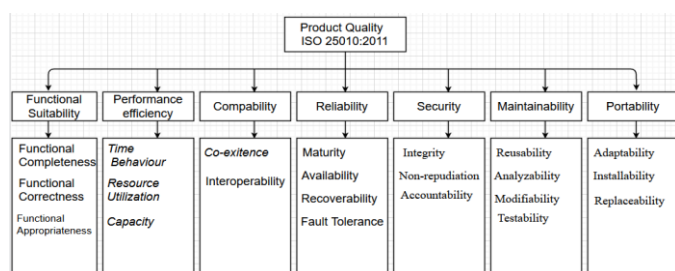 Product Quality
ISO 25010:2011
Functional
Suitability
Performance
efficiency
Compability
Reliability
Security
Maintainability
Portability
Functional
Completeness
Functional
Correctness
Functional
Appropriateness
Time
Behaviour
Resource
Utilization
Capacity
Co-exitence
Interoperability
Maturity
Availability
Recoverability
Fault Tolerance
Integrity
Non-repudiation
Accountability
Reusability
Analyzability
Modifiability
Testability
Adaptability
Installability
Replaceability